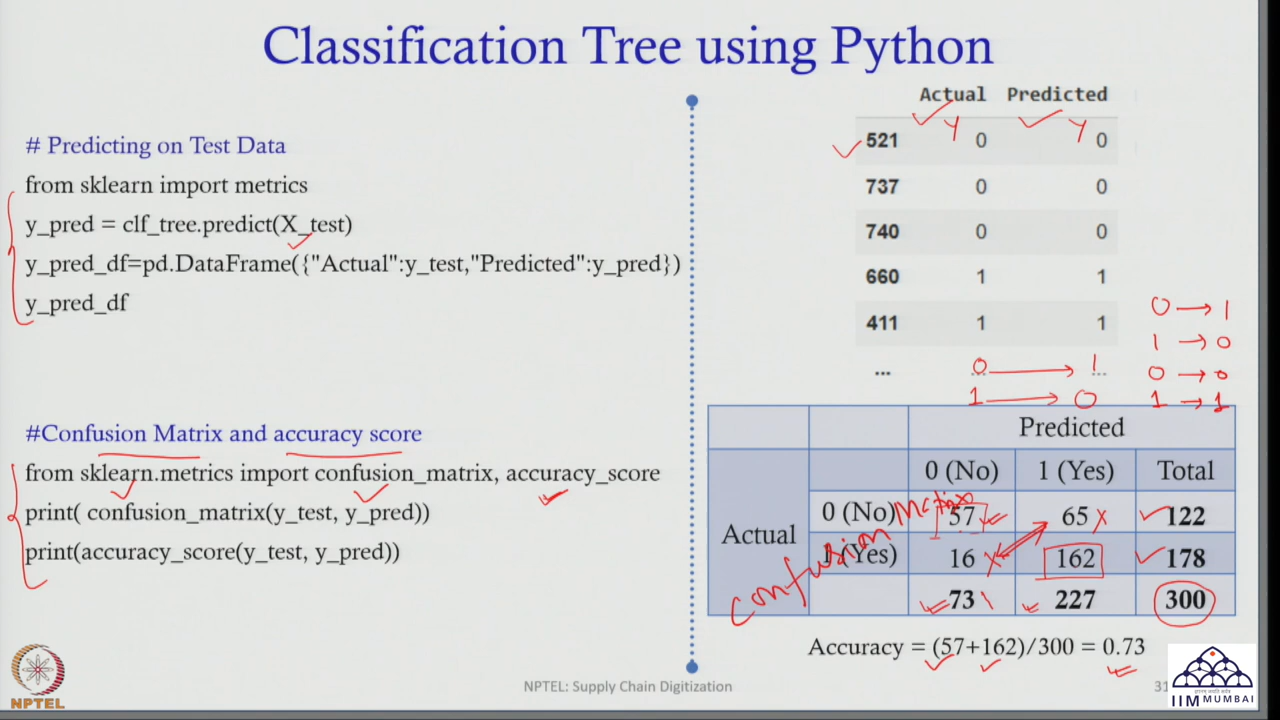 Classification Tree using Python
# Predicting on Test Data
from sklearn import metrics
y_pred = clf_tree.predict(X_test)
y_pred_df=pd.DataFrame({"Actual":y_test,"Predicted":y_pred})
y_pred_df
#Confusion Matrix and accuracy score
from sklearn.metrics import confusion_matrix, accuracy_score
print( confusion_matrix(y_test, y_pred))
print(accuracy_score(y_test, y_pred))
Actual Predicted
y y
521 0 0
737 0 0
740 0 0
660 1 1
411 1 1
... ... ...
0 → 1
1 → 0
0 → 1
1 → 0
0 → 0
1 → 1
Predicted
0 (No) 1 (Yes) Total
Actual
0 (No) 57 65 122
1 (Yes) 16 162 178
73 227 300
Confusion Matrix
Accuracy = (57+162)/300 = 0.73
NPTEL
NPTEL: Supply Chain Digitization
31
IIM MUMBAI